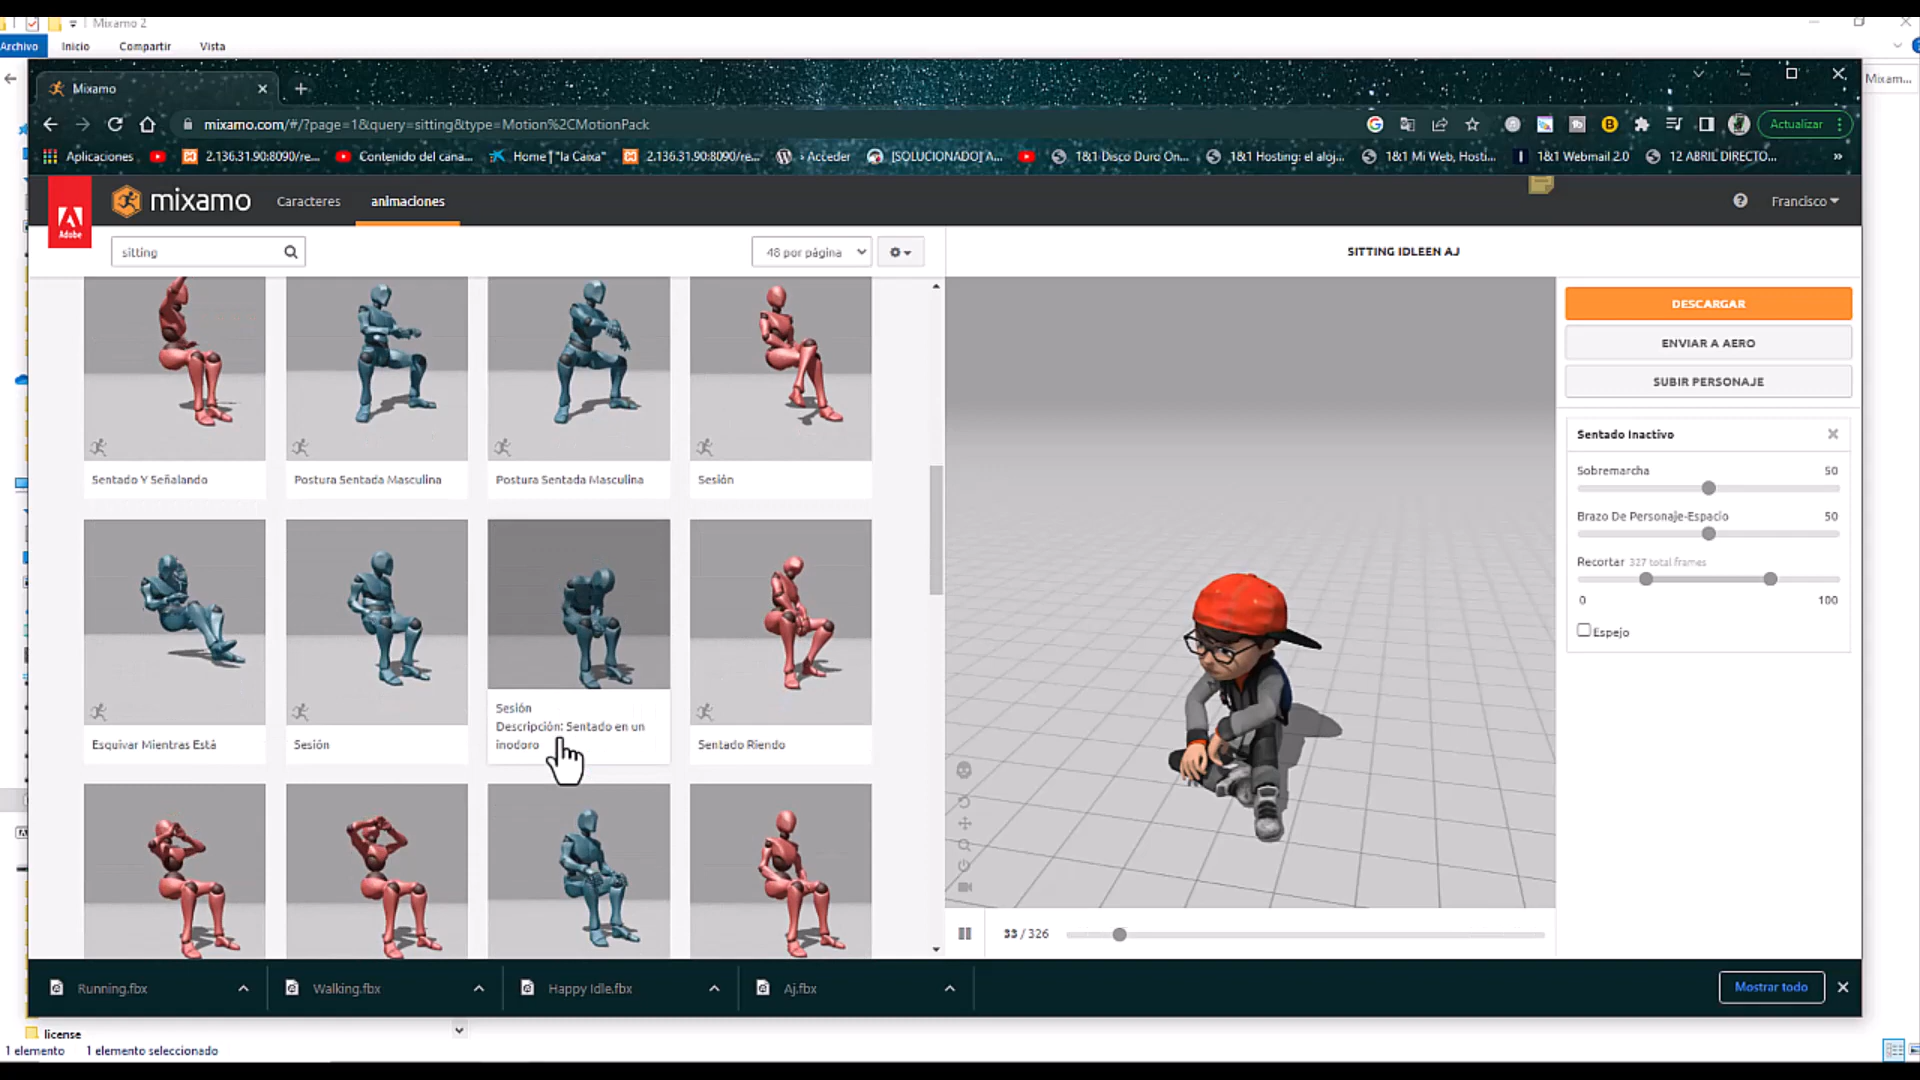 Mixamo 2
Archivo Inicio Compartir Vista
Mixam...
Mixamo
mixamo.com/#/?page=1&query=sitting&type=Motion%2CMotionPack
Actualizar
Aplicaciones 2.136.31.90:8090/re... Contenido del cana... Home | "la Caixa" 2.136.31.90:8090/re... › Acceder [SOLUCIONADO] A... 1&1 Disco Duro On... 1&1 Hosting: el aloj... 1&1 Mi Web, Hosti... 1&1 Webmail 2.0 12 ABRIL DIRECTO... »
Adobe
mixamo Caracteres animaciones
Francisco
sitting
48 por página
SITTING IDLEEN AJ
DESCARGAR
ENVIAR A AERO
SUBIR PERSONAJE
Sentado Inactivo
Sobremarcha 50
Brazo De Personaje-Espacio 50
Recortar 327 total frames
0 100
Espejo
Sentado Y Señalando
Postura Sentada Masculina
Postura Sentada Masculina
Sesión
Esquivar Mientras Está
Sesión
Sesión
Descripción: Sentado en un
inodoro
Sentado Riendo
33 / 326
Running.fbx
Walking.fbx
Happy Idle.fbx
Aj.fbx
Mostrar todo
license
1 elemento 1 elemento seleccionado